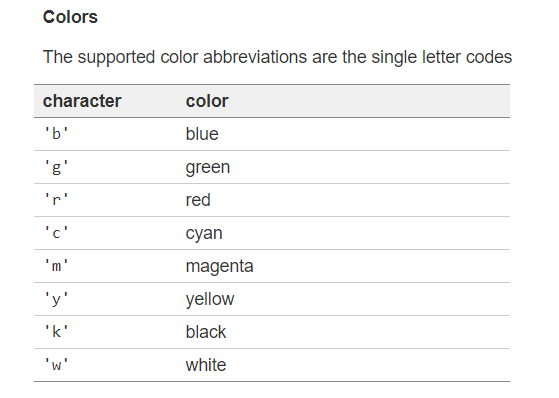 Colors
The supported color abbreviations are the single letter codes
character color
'b' blue
'g' green
'r' red
'c' cyan
'm' magenta
'y' yellow
'k' black
'w' white